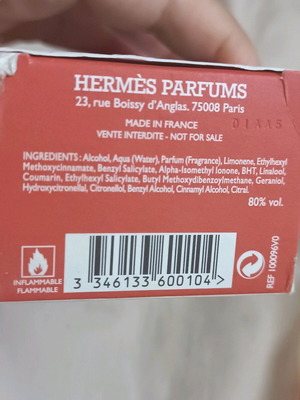 HERMÈS PARFUMS
23, rue Boissy d'Anglas. 75008 Paris
MADE IN FRANCE
VENTE INTERDITE - NOT FOR SALE
INGREDIENTS : Alcohol, Aqua (Water), Parfum (Fragrance), Limonene, Ethylhexyl
Methoxycinnamate, Benzyl Salicylate, Alpha-Isomethyl Ionone, BHT, Linalool,
Coumarin, Ethylhexyl Salicylate, Butyl Methoxydibenzoylmethane, Geraniol,
Hydroxycitronellal, Citronellol, Benzyl Alcohol, Cinnamyl Alcohol, Citral.
80% vol.
INFLAMMABLE
FLAMMABLE
3 346133 600104 >
REF 100096V0